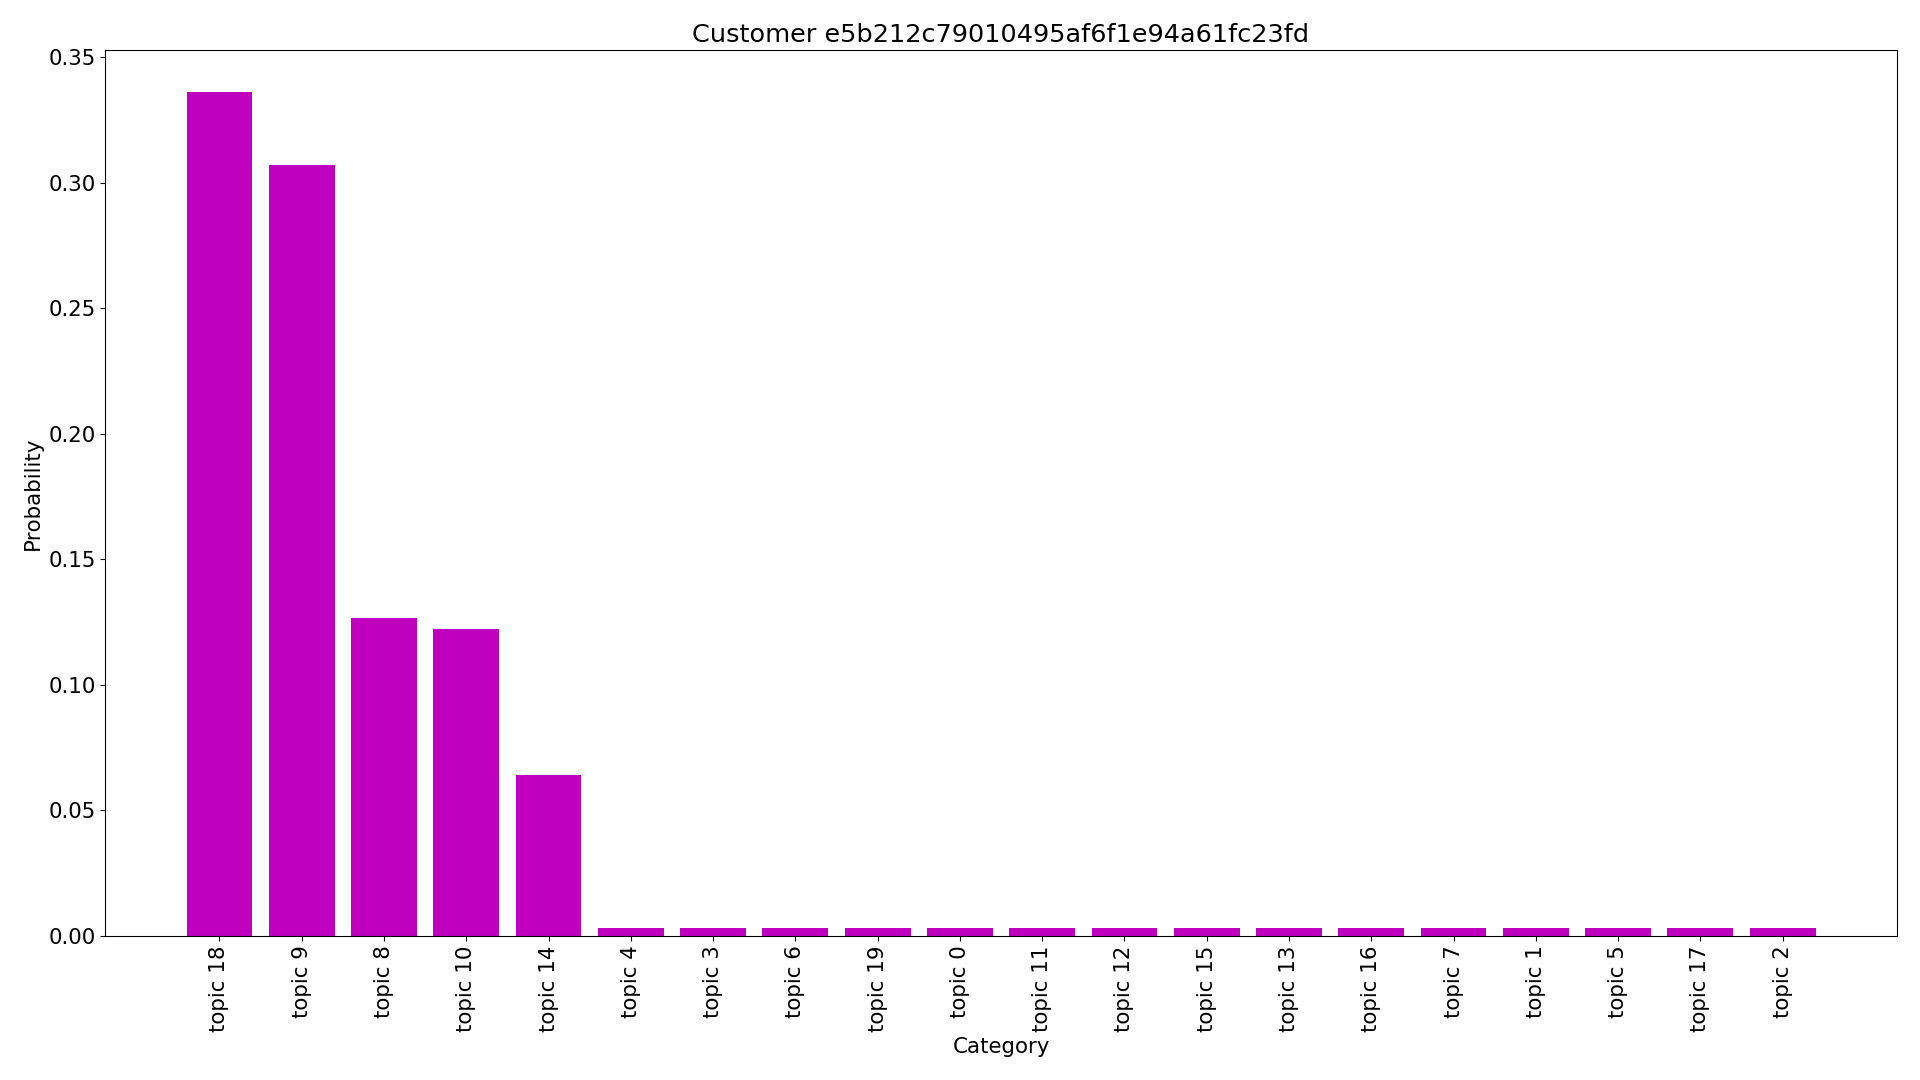 Customer e5b212c79010495af6f1e94a61fc23fd
Probability
0.35
0.30
0.25
0.20
0.15
0.10
0.05
0.00
topic 18
topic 9
topic 8
topic 10
topic 14
topic 4
topic 3
topic 6
topic 19
topic 0
topic 11
topic 12
topic 15
topic 13
topic 16
topic 7
topic 1
topic 5
topic 17
topic 2
Category